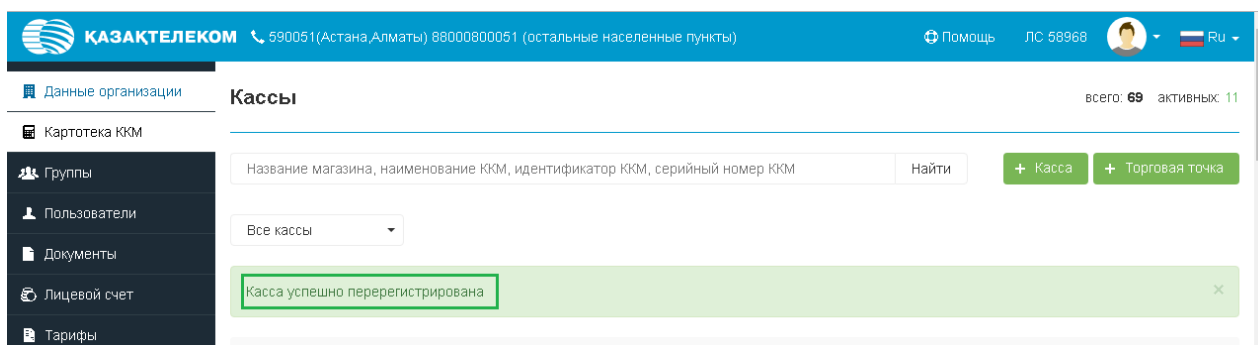 ҚАЗАҚТЕЛЕКОМ 590051(Астана,Алматы) 88000800051 (остальные населенные пункты) Помощь ЛС 58968 Ru
Данные организации
Кассы всего: 69 активных: 11
Картотека ККМ
Название магазина, наименование ККМ, идентификатор ККМ, серийный номер ККМ Найти + Касса + Торговая точка
Группы
Пользователи
Все кассы
Документы
Касса успешно перерегистрирована ×
Лицевой счет
Тарифы